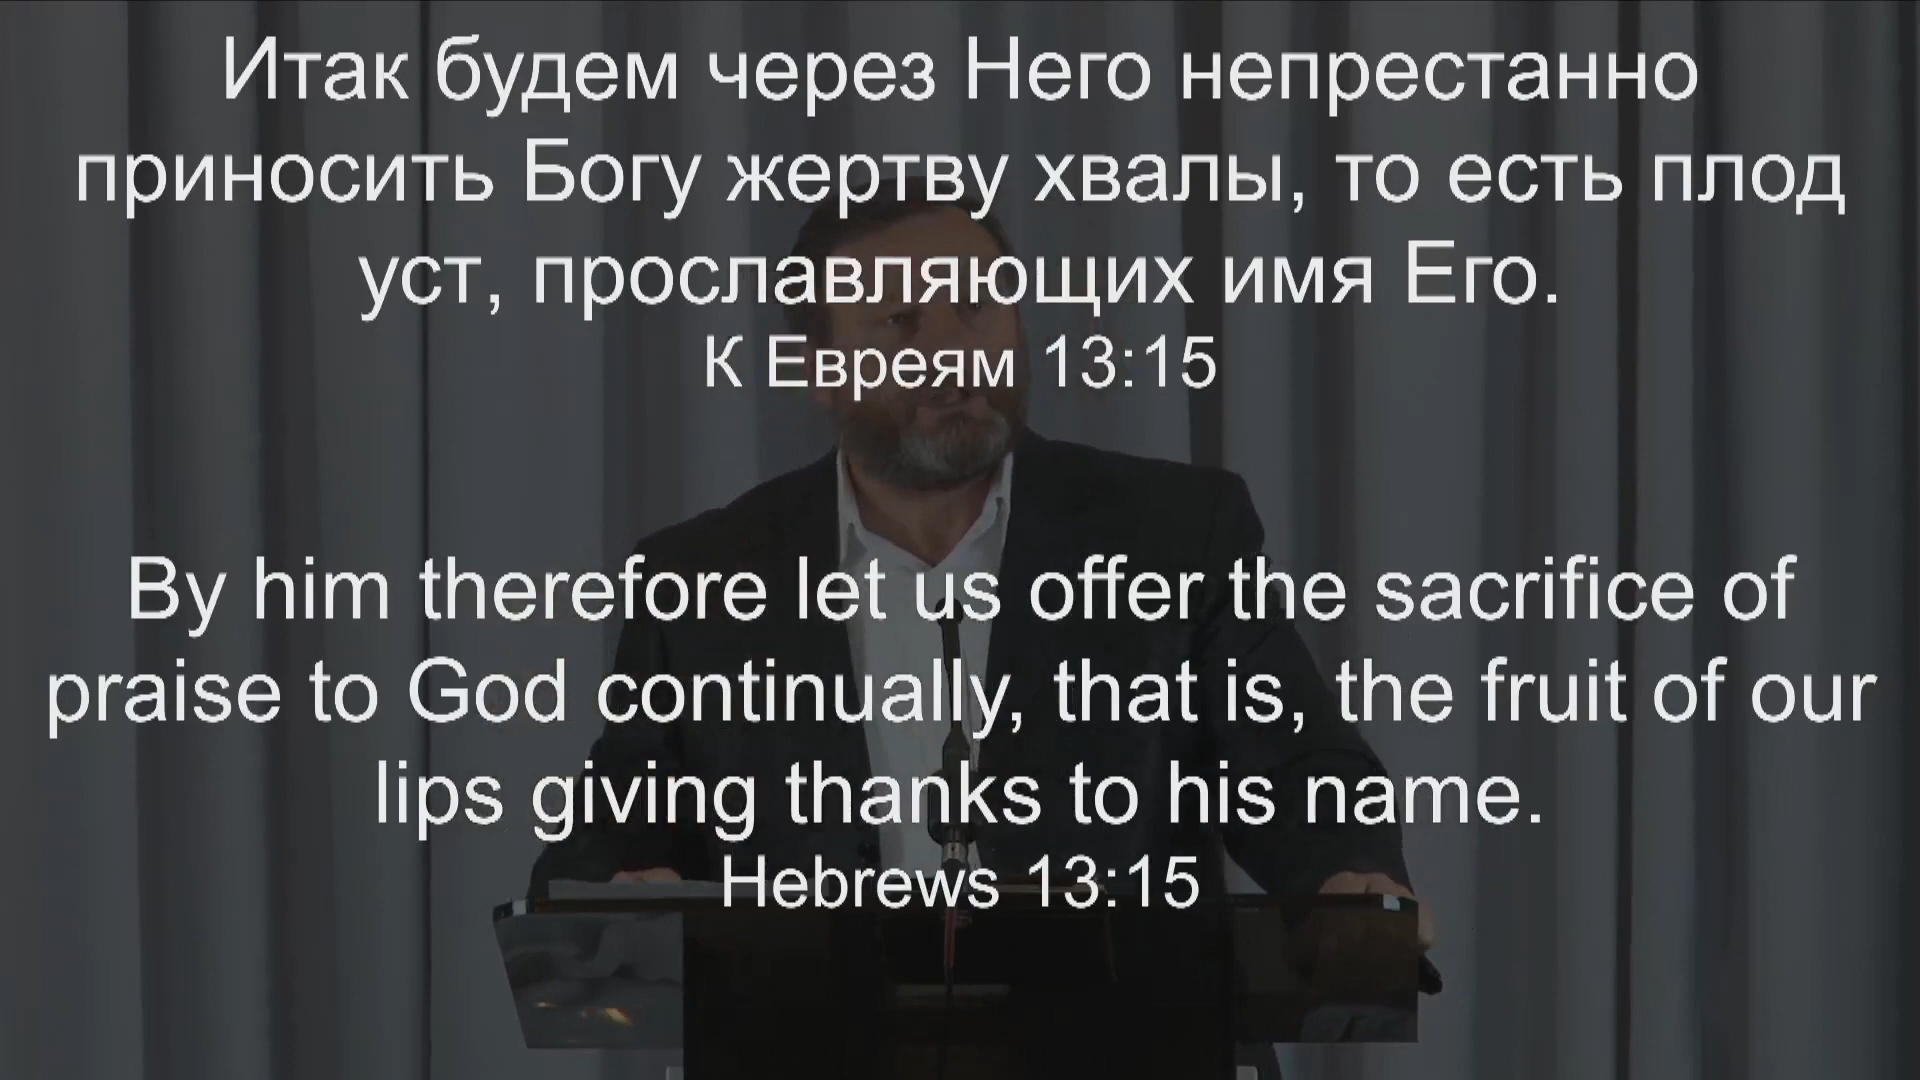 Итак будем через Него непрестанно
приносить Богу жертву хвалы, то есть плод
уст, прославляющих имя Его.
К Евреям 13:15
By him therefore let us offer the sacrifice of
praise to God continually, that is, the fruit of our
lips giving thanks to his name.
Hebrews 13:15